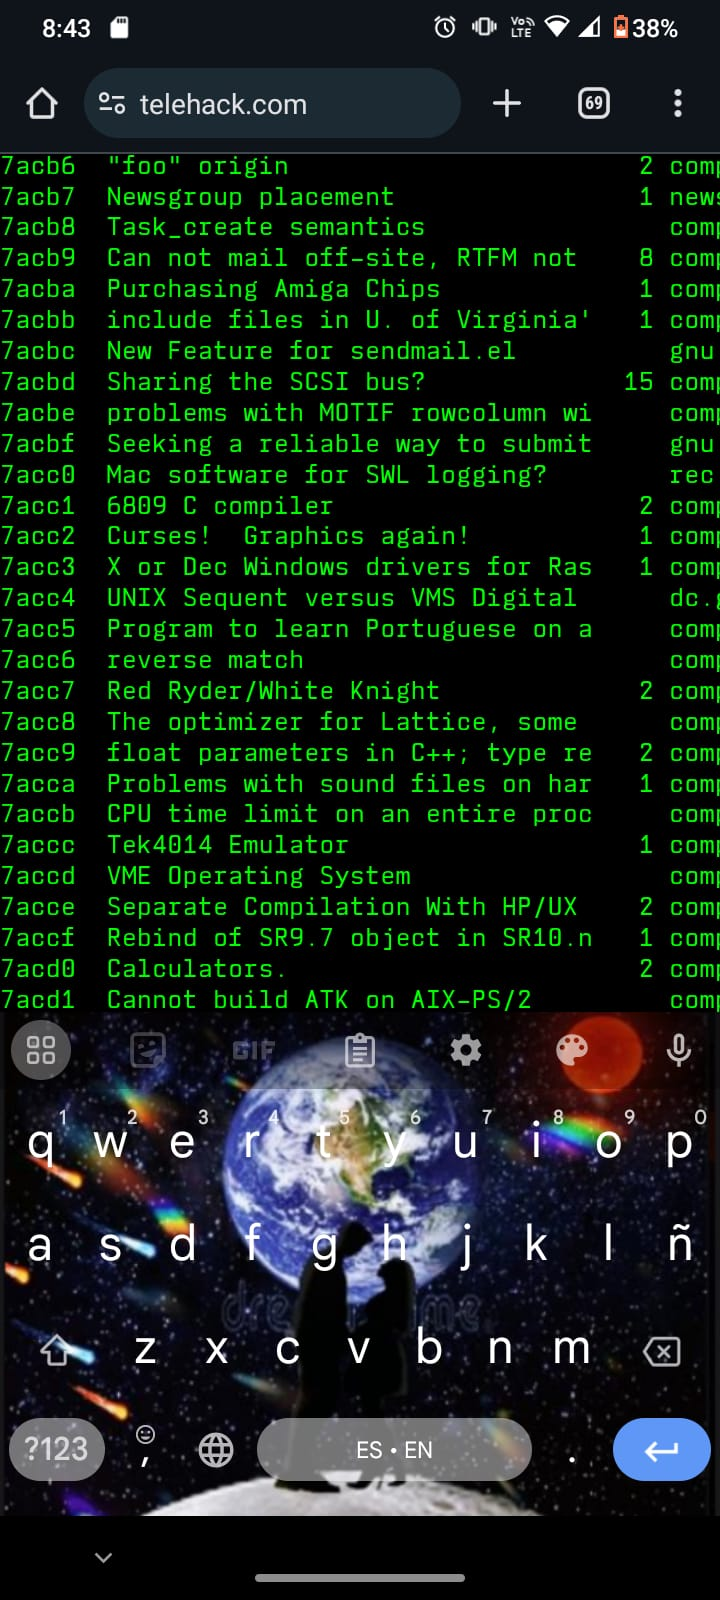 8:43 Vo LTE 38%
telehack.com 69
7acb6 "foo" origin 2 comp
7acb7 Newsgroup placement 1 news
7acb8 Task_create semantics comp
7acb9 Can not mail off-site, RTFM not 8 comp
7acba Purchasing Amiga Chips 1 comp
7acbb include files in U. of Virginia' 1 comp
7acbc New Feature for sendmail.el gnu
7acbd Sharing the SCSI bus? 15 comp
7acbe problems with MOTIF rowcolumn wi comp
7acbf Seeking a reliable way to submit gnu
7acc0 Mac software for SWL logging? rec
7acc1 6809 C compiler 2 comp
7acc2 Curses!  Graphics again! 1 comp
7acc3 X or Dec Windows drivers for Ras 1 comp
7acc4 UNIX Sequent versus VMS Digital dc.g
7acc5 Program to learn Portuguese on a comp
7acc6 reverse match comp
7acc7 Red Ryder/White Knight 2 comp
7acc8 The optimizer for Lattice, some comp
7acc9 float parameters in C++; type re 2 comp
7acca Problems with sound files on har 1 comp
7accb CPU time limit on an entire proc comp
7accc Tek4014 Emulator 1 comp
7accd VME Operating System comp
7acce Separate Compilation With HP/UX 2 comp
7accf Rebind of SR9.7 object in SR10.n 1 comp
7acd0 Calculators. 2 comp
7acd1 Cannot build ATK on AIX-PS/2 comp
GIF
1 2 3 4 5 6 7 8 9 0
q w e r t y u i o p
a s d f g h j k l ñ
z x c v b n m
?123 , ES • EN .